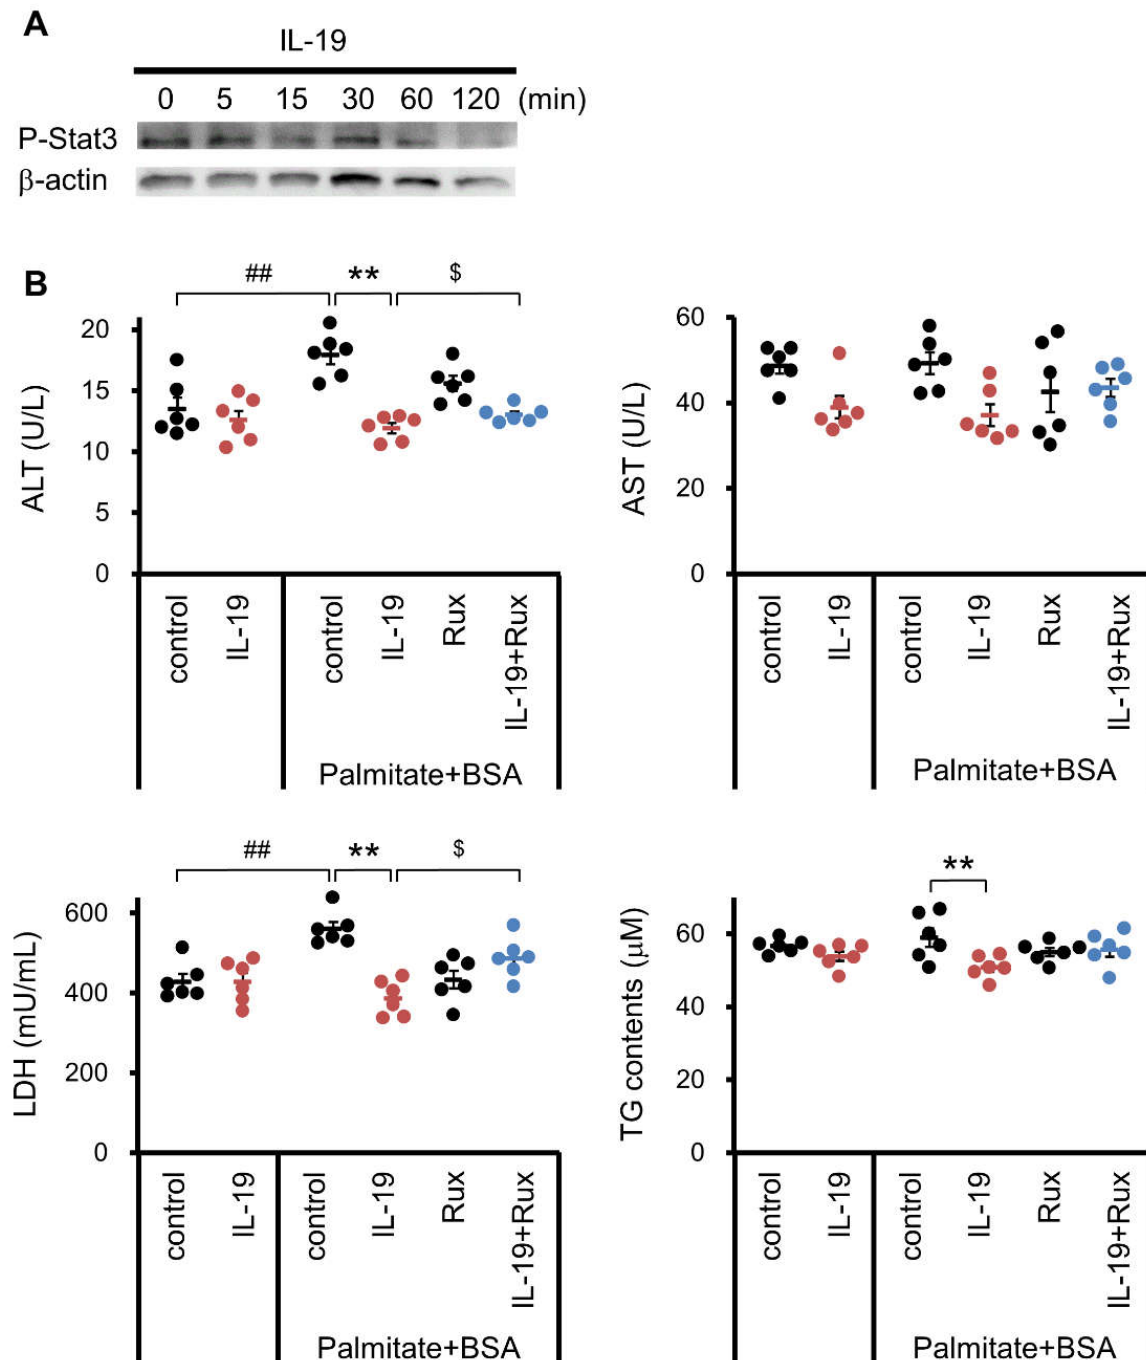 A
IL-19
0 5 15 30 60 120 (min)
P-Stat3
β-actin
B
## ** $
ALT (U/L)
20
15
10
5
0
control IL-19 control IL-19 Rux IL-19+Rux
Palmitate+BSA
AST (U/L)
60
40
20
0
control IL-19 control IL-19 Rux IL-19+Rux
Palmitate+BSA
## ** $
LDH (mU/mL)
600
400
200
0
control IL-19 control IL-19 Rux IL-19+Rux
Palmitate+BSA
**
TG contents (μM)
60
40
20
0
control IL-19 control IL-19 Rux IL-19+Rux
Palmitate+BSA